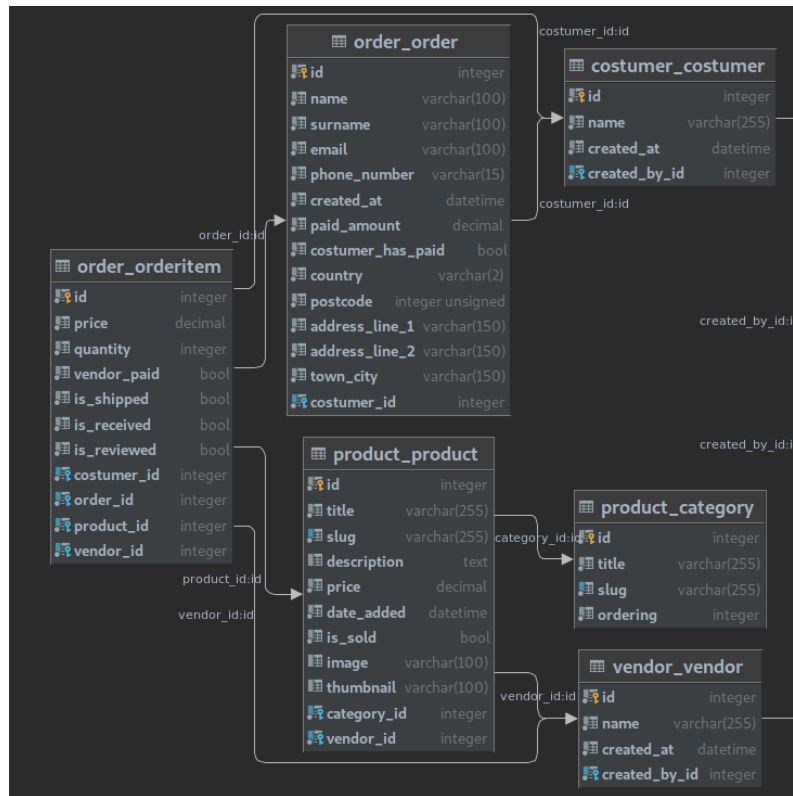 costumer_id:id
order_order
id integer
name varchar(100)
surname varchar(100)
email varchar(100)
phone_number varchar(15)
created_at datetime
paid_amount decimal
costumer_has_paid bool
country varchar(2)
postcode integer unsigned
address_line_1 varchar(150)
address_line_2 varchar(150)
town_city varchar(150)
costumer_id integer
costumer_costumer
id integer
name varchar(255)
created_at datetime
created_by_id integer
costumer_id:id
order_id:id
order_orderitem
id integer
price decimal
quantity integer
vendor_paid bool
is_shipped bool
is_received bool
is_reviewed bool
costumer_id integer
order_id integer
product_id integer
vendor_id integer
created_by_id:i
created_by_id:i
product_id:id
vendor_id:id
product_product
id integer
title varchar(255)
slug varchar(255)
description text
price decimal
date_added datetime
is_sold bool
image varchar(100)
thumbnail varchar(100)
category_id integer
vendor_id integer
category_id:id
product_category
id integer
title varchar(255)
slug varchar(255)
ordering integer
vendor_id:id
vendor_vendor
id integer
name varchar(255)
created_at datetime
created_by_id integer